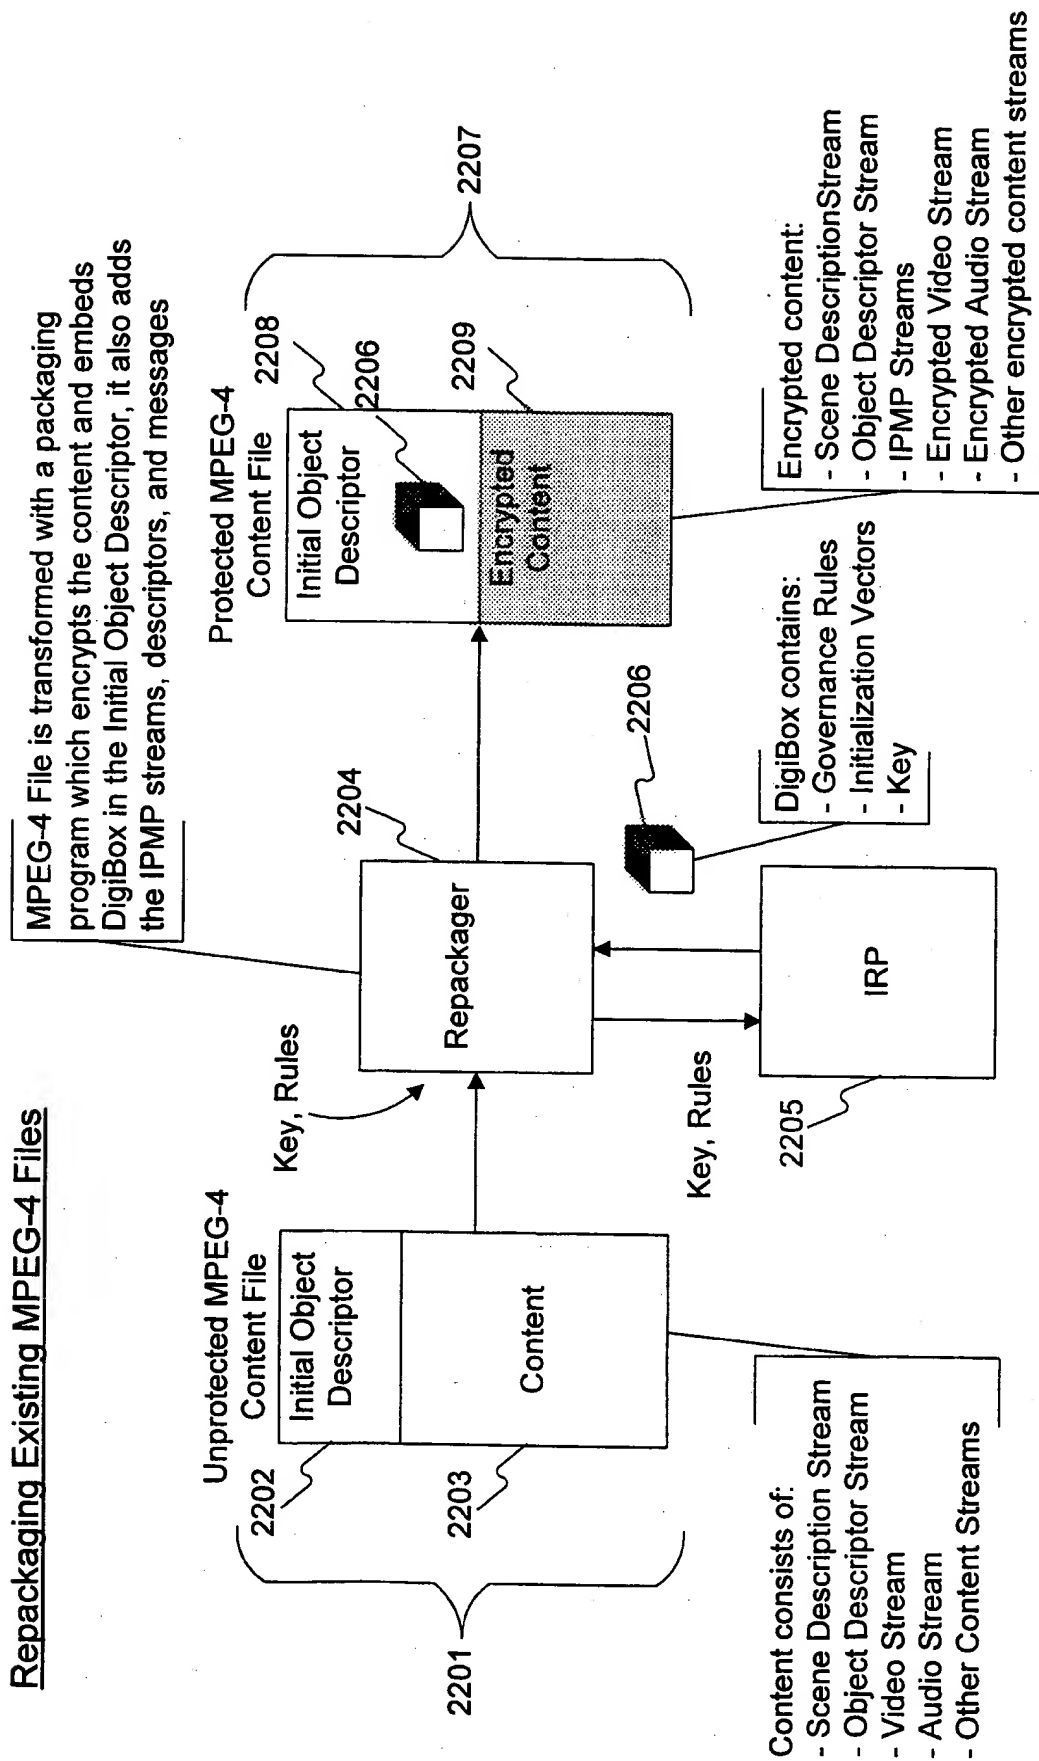 Repackaging Existing MPEG-4 Files
MPEG-4 File is transformed with a packaging
program which encrypts the content and embeds
DigiBox in the Initial Object Descriptor, it also adds
the IPMP streams, descriptors, and messages
Unprotected MPEG-4
Content File
Initial Object
Descriptor
Content
2201
2202
2203
Content consists of:
- Scene Description Stream
- Object Descriptor Stream
- Video Stream
- Audio Stream
- Other Content Streams
Key, Rules
Repackager
2204
Key, Rules
IRP
2205
2206
DigiBox contains:
- Governance Rules
- Initialization Vectors
- Key
Protected MPEG-4
Content File
Initial Object
Descriptor
Encrypted
Content
2208
2206
2209
2207
Encrypted content:
- Scene DescriptionStream
- Object Descriptor Stream
- IPMP Streams
- Encrypted Video Stream
- Encrypted Audio Stream
- Other encrypted content streams